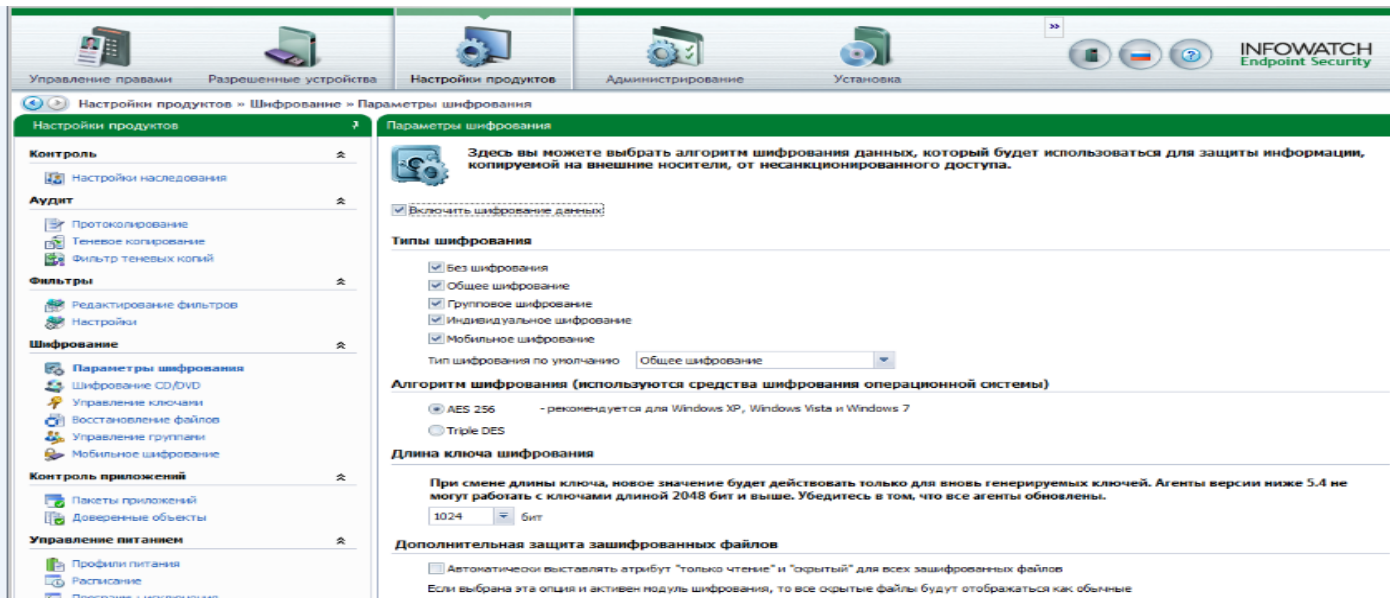 Управление правами
Разрешенные устройства
Настройки продуктов
Администрирование
Установка
»
INFOWATCH
Endpoint Security
Настройки продуктов » Шифрование » Параметры шифрования
Настройки продуктов
Контроль
Настройки наследования
Аудит
Протоколирование
Теневое копирование
Фильтр теневых копий
Фильтры
Редактирование фильтров
Настройки
Шифрование
Параметры шифрования
Шифрование CD/DVD
Управление ключами
Восстановление файлов
Управление группами
Мобильное шифрование
Контроль приложений
Пакеты приложений
Доверенные объекты
Управление питанием
Профили питания
Расписание
Параметры шифрования
Здесь вы можете выбрать алгоритм шифрования данных, который будет использоваться для защиты информации,
копируемой на внешние носители, от несанкционированного доступа.
Включить шифрование данных
Типы шифрования
Без шифрования
Общее шифрование
Групповое шифрование
Индивидуальное шифрование
Мобильное шифрование
Тип шифрования по умолчанию Общее шифрование
Алгоритм шифрования (используются средства шифрования операционной системы)
AES 256 - рекомендуется для Windows XP, Windows Vista и Windows 7
Triple DES
Длина ключа шифрования
При смене длины ключа, новое значение будет действовать только для вновь генерируемых ключей. Агенты версии ниже 5.4 не
могут работать с ключами длиной 2048 бит и выше. Убедитесь в том, что все агенты обновлены.
1024 бит
Дополнительная защита зашифрованных файлов
Автоматически выставлять атрибут "только чтение" и "скрытый" для всех зашифрованных файлов
Если выбрана эта опция и активен модуль шифрования, то все скрытые файлы будут отображаться как обычные